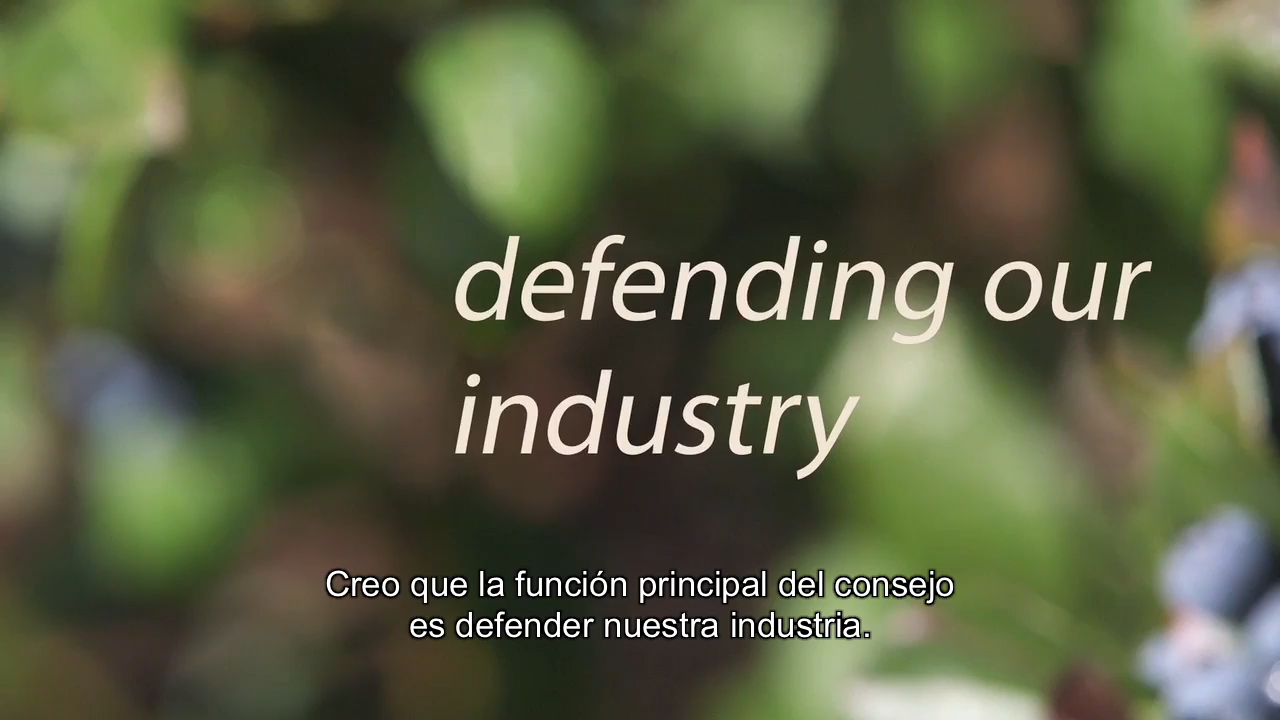 defending our
industry
Creo que la función principal del consejo
es defender nuestra industria.